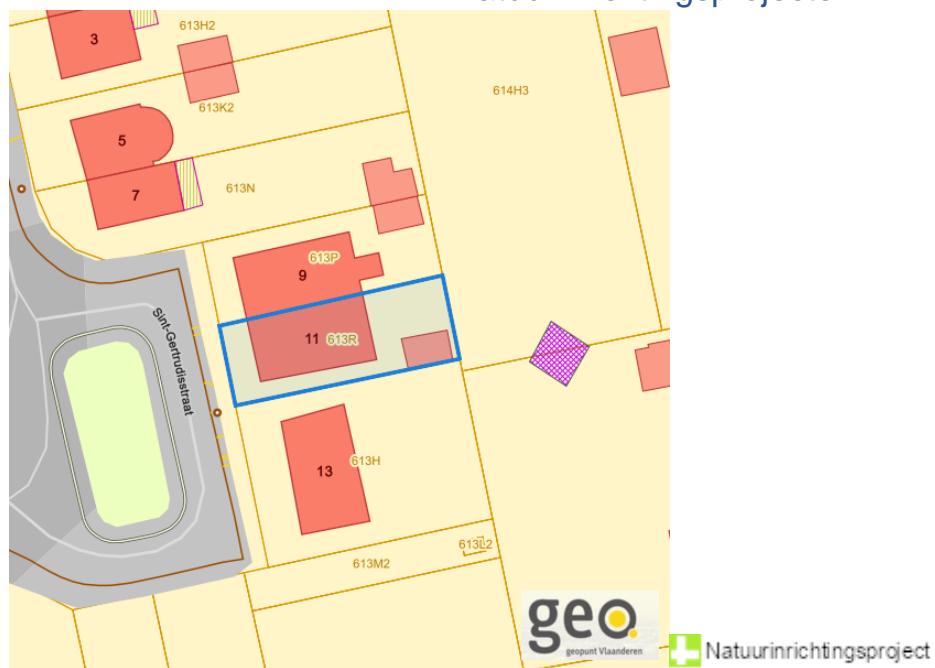 3
613H2
613K2
614H3
5
7
613N
9
613P
11
613R
Sint-Gertrudisstraat
13
613H
613L2
613M2
geo
geopunt Vlaanderen
Natuurinrichtingsproject